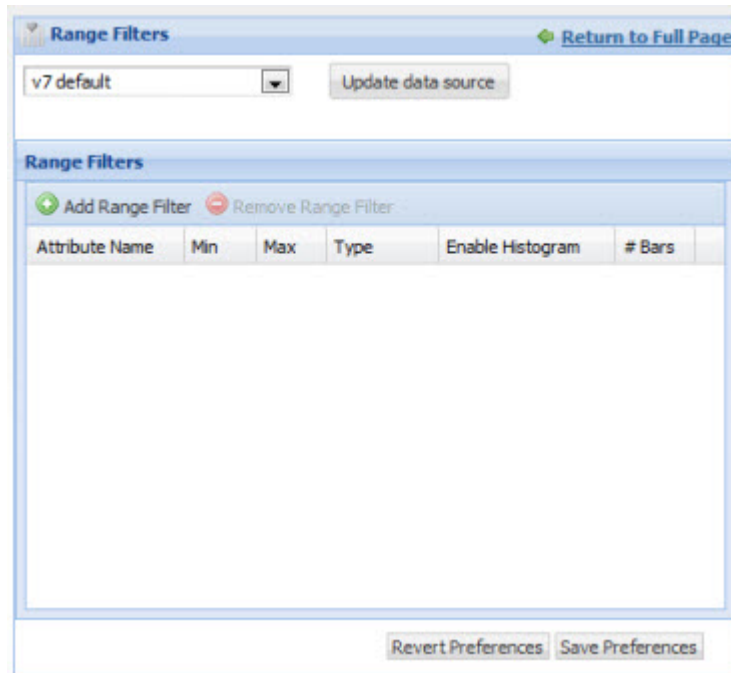 Range Filters
Return to Full Page
v7 default
Update data source
Range Filters
Add Range Filter Remove Range Filter
Attribute Name Min Max Type Enable Histogram # Bars
Revert Preferences Save Preferences